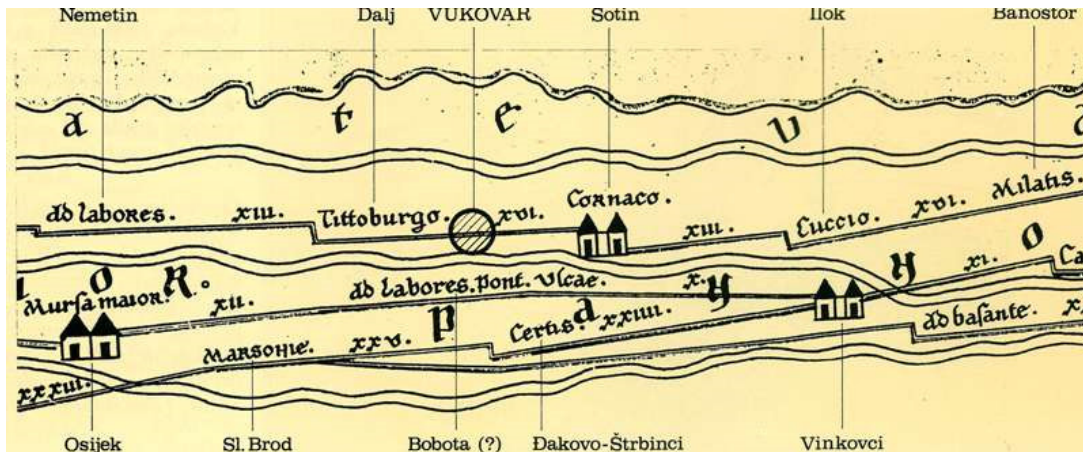 Nemetin Dalj VUKOVAR Sotin Ilok Banoštor
a t e v
Cornaco. Milatis.
ad labores. xiii. Tittoburgo. xvi. xiii. Cuccio. xvi.
o R.
Mursa maior. xii. ad labores. pont. Ulcae. x. y y xi. o
p a
Marsonie. xxv. Certis. xxiiii. ad basante.
xxxiii.
Osijek Sl. Brod Bobota (?) Đakovo-Štrbinci Vinkovci